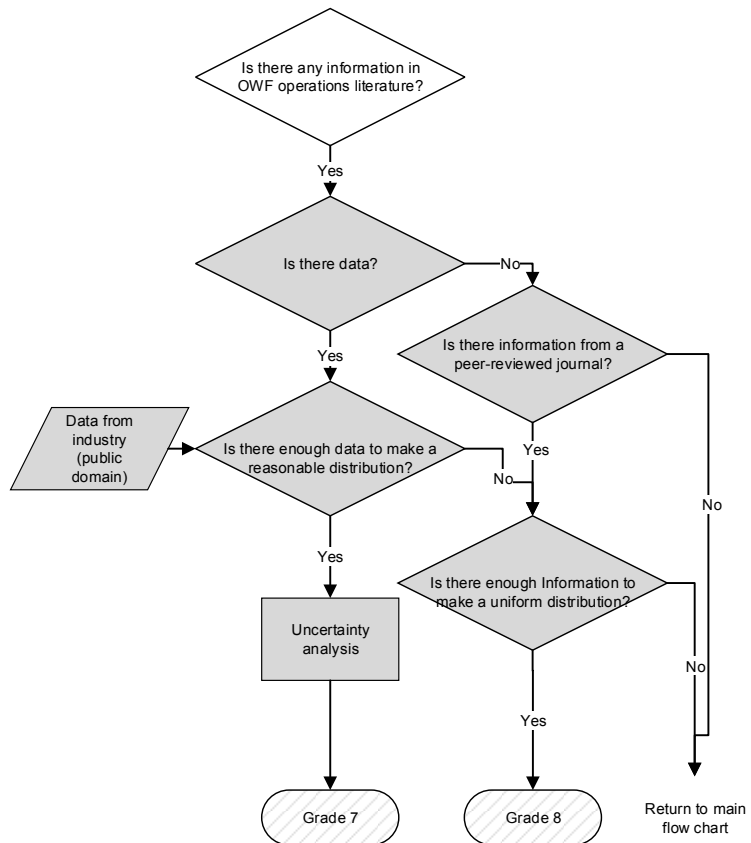 Is there any information in
OWF operations literature?
Yes
Is there data?
No
Is there information from a
peer-reviewed journal?
Yes
Data from
industry
(public
domain)
Is there enough data to make a
reasonable distribution?
No
Yes
No
Yes
Is there enough Information to
make a uniform distribution?
Uncertainty
analysis
No
Yes
Grade 7
Grade 8
Return to main
flow chart